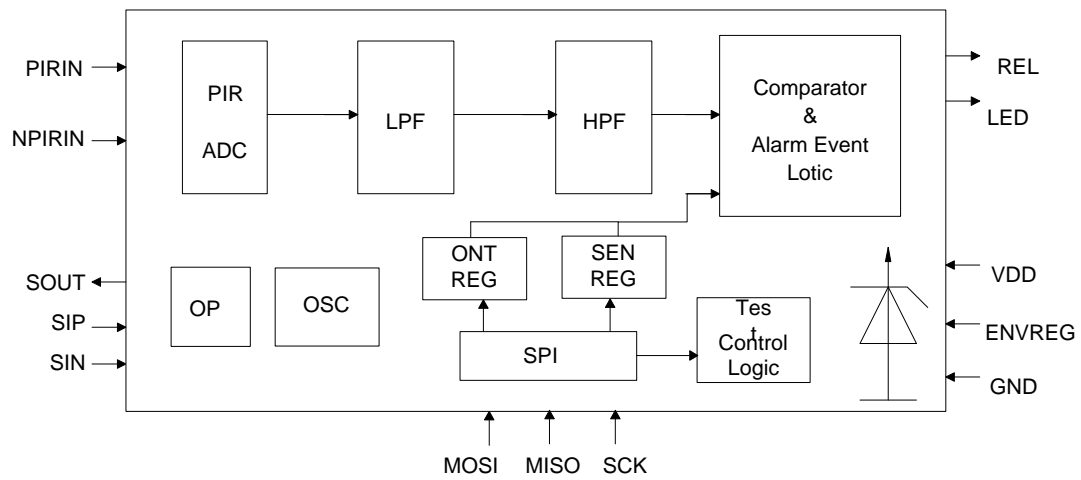 PIRIN
NPIRIN
PIR
ADC
LPF
HPF
Comparator
&
Alarm Event
Lotic
REL
LED
ONT
REG
SEN
REG
SOUT
SIP
SIN
OP
OSC
SPI
Tes
t
Control
Logic
VDD
ENVREG
GND
MOSI
MISO
SCK